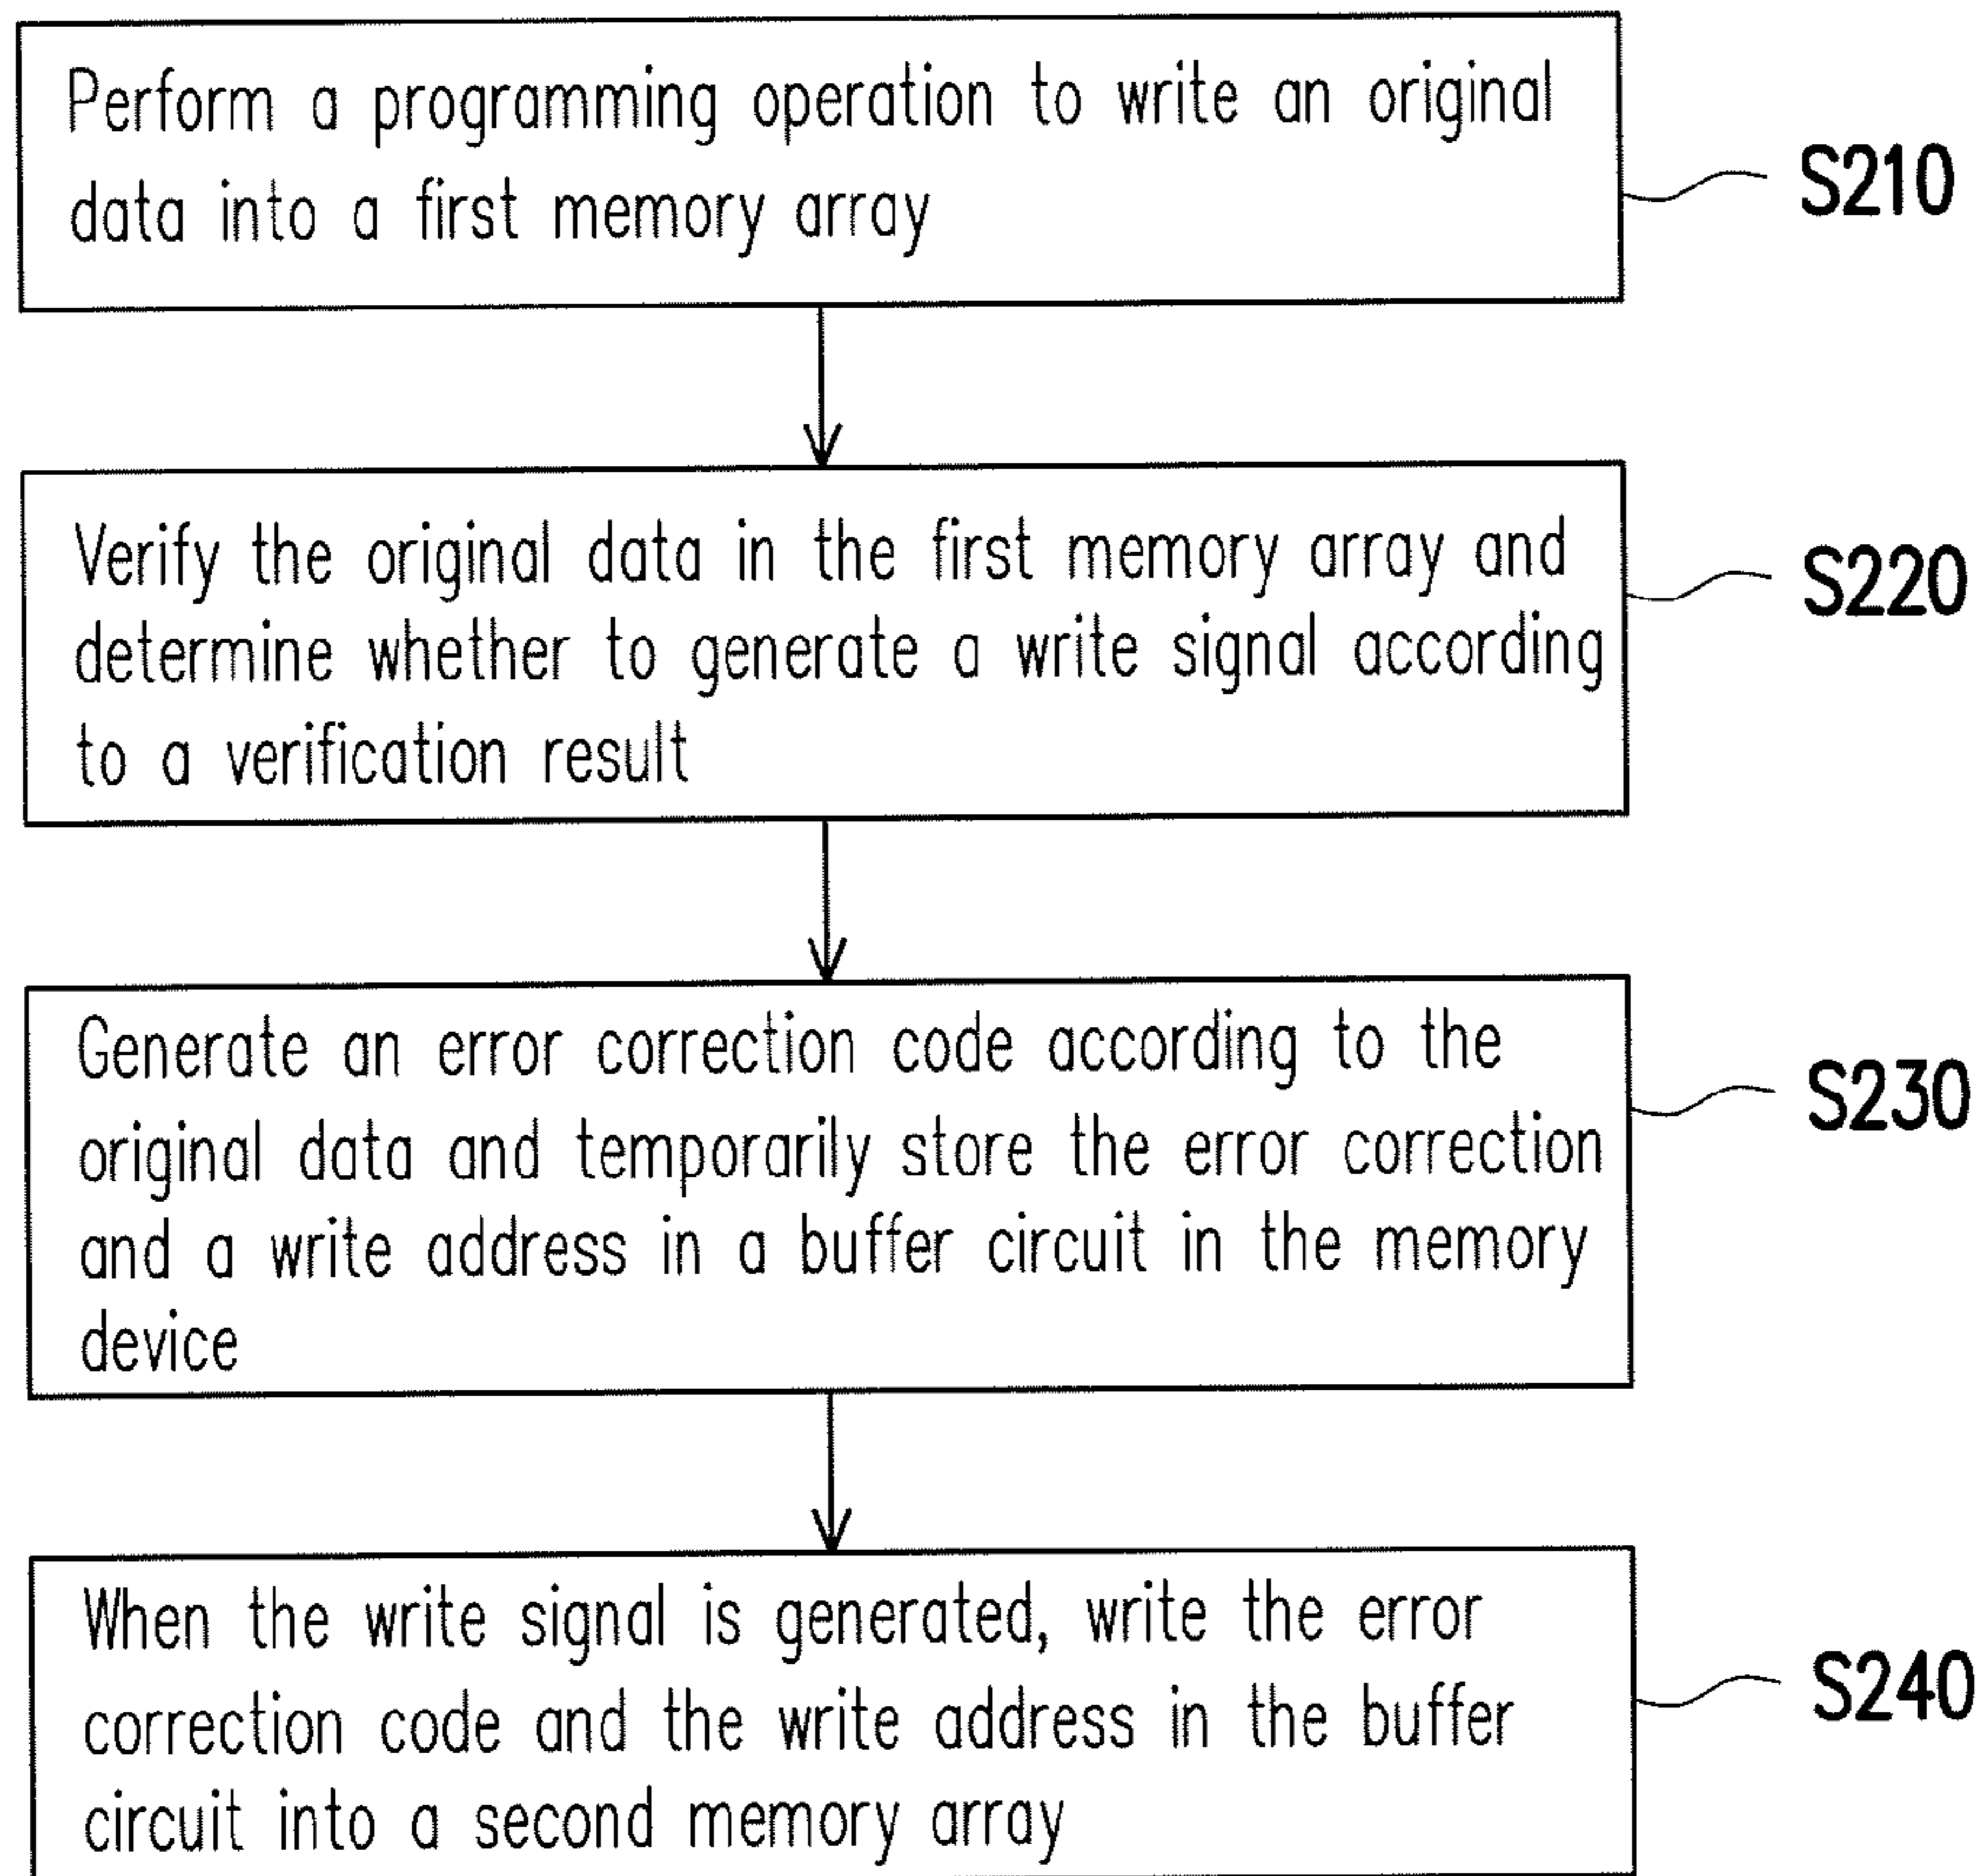 Perform a programming operation to write an original
data into a first memory array
S210
Verify the original data in the first memory array and
determine whether to generate a write signal according
to a verification result
S220
Generate an error correction code according to the
original data and temporarily store the error correction
and a write address in a buffer circuit in the memory
device
S230
When the write signal is generated, write the error
correction code and the write address in the buffer
circuit into a second memory array
S240